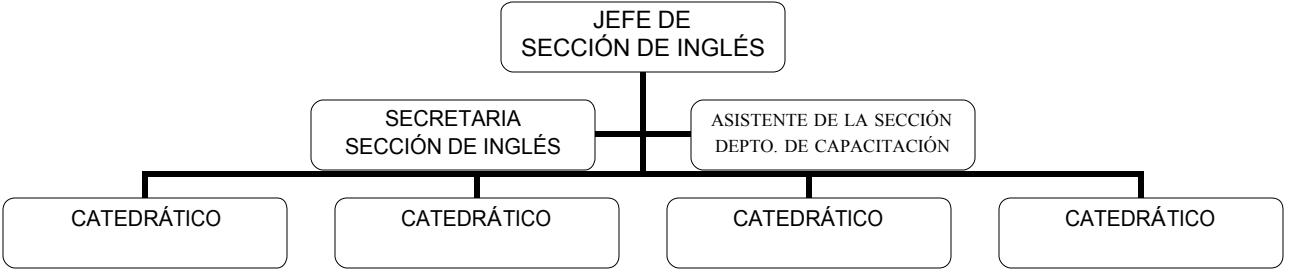 JEFE DE
SECCIÓN DE INGLÉS
SECRETARIA
SECCIÓN DE INGLÉS
ASISTENTE DE LA SECCIÓN
DEPTO. DE CAPACITACIÓN
CATEDRÁTICO
CATEDRÁTICO
CATEDRÁTICO
CATEDRÁTICO